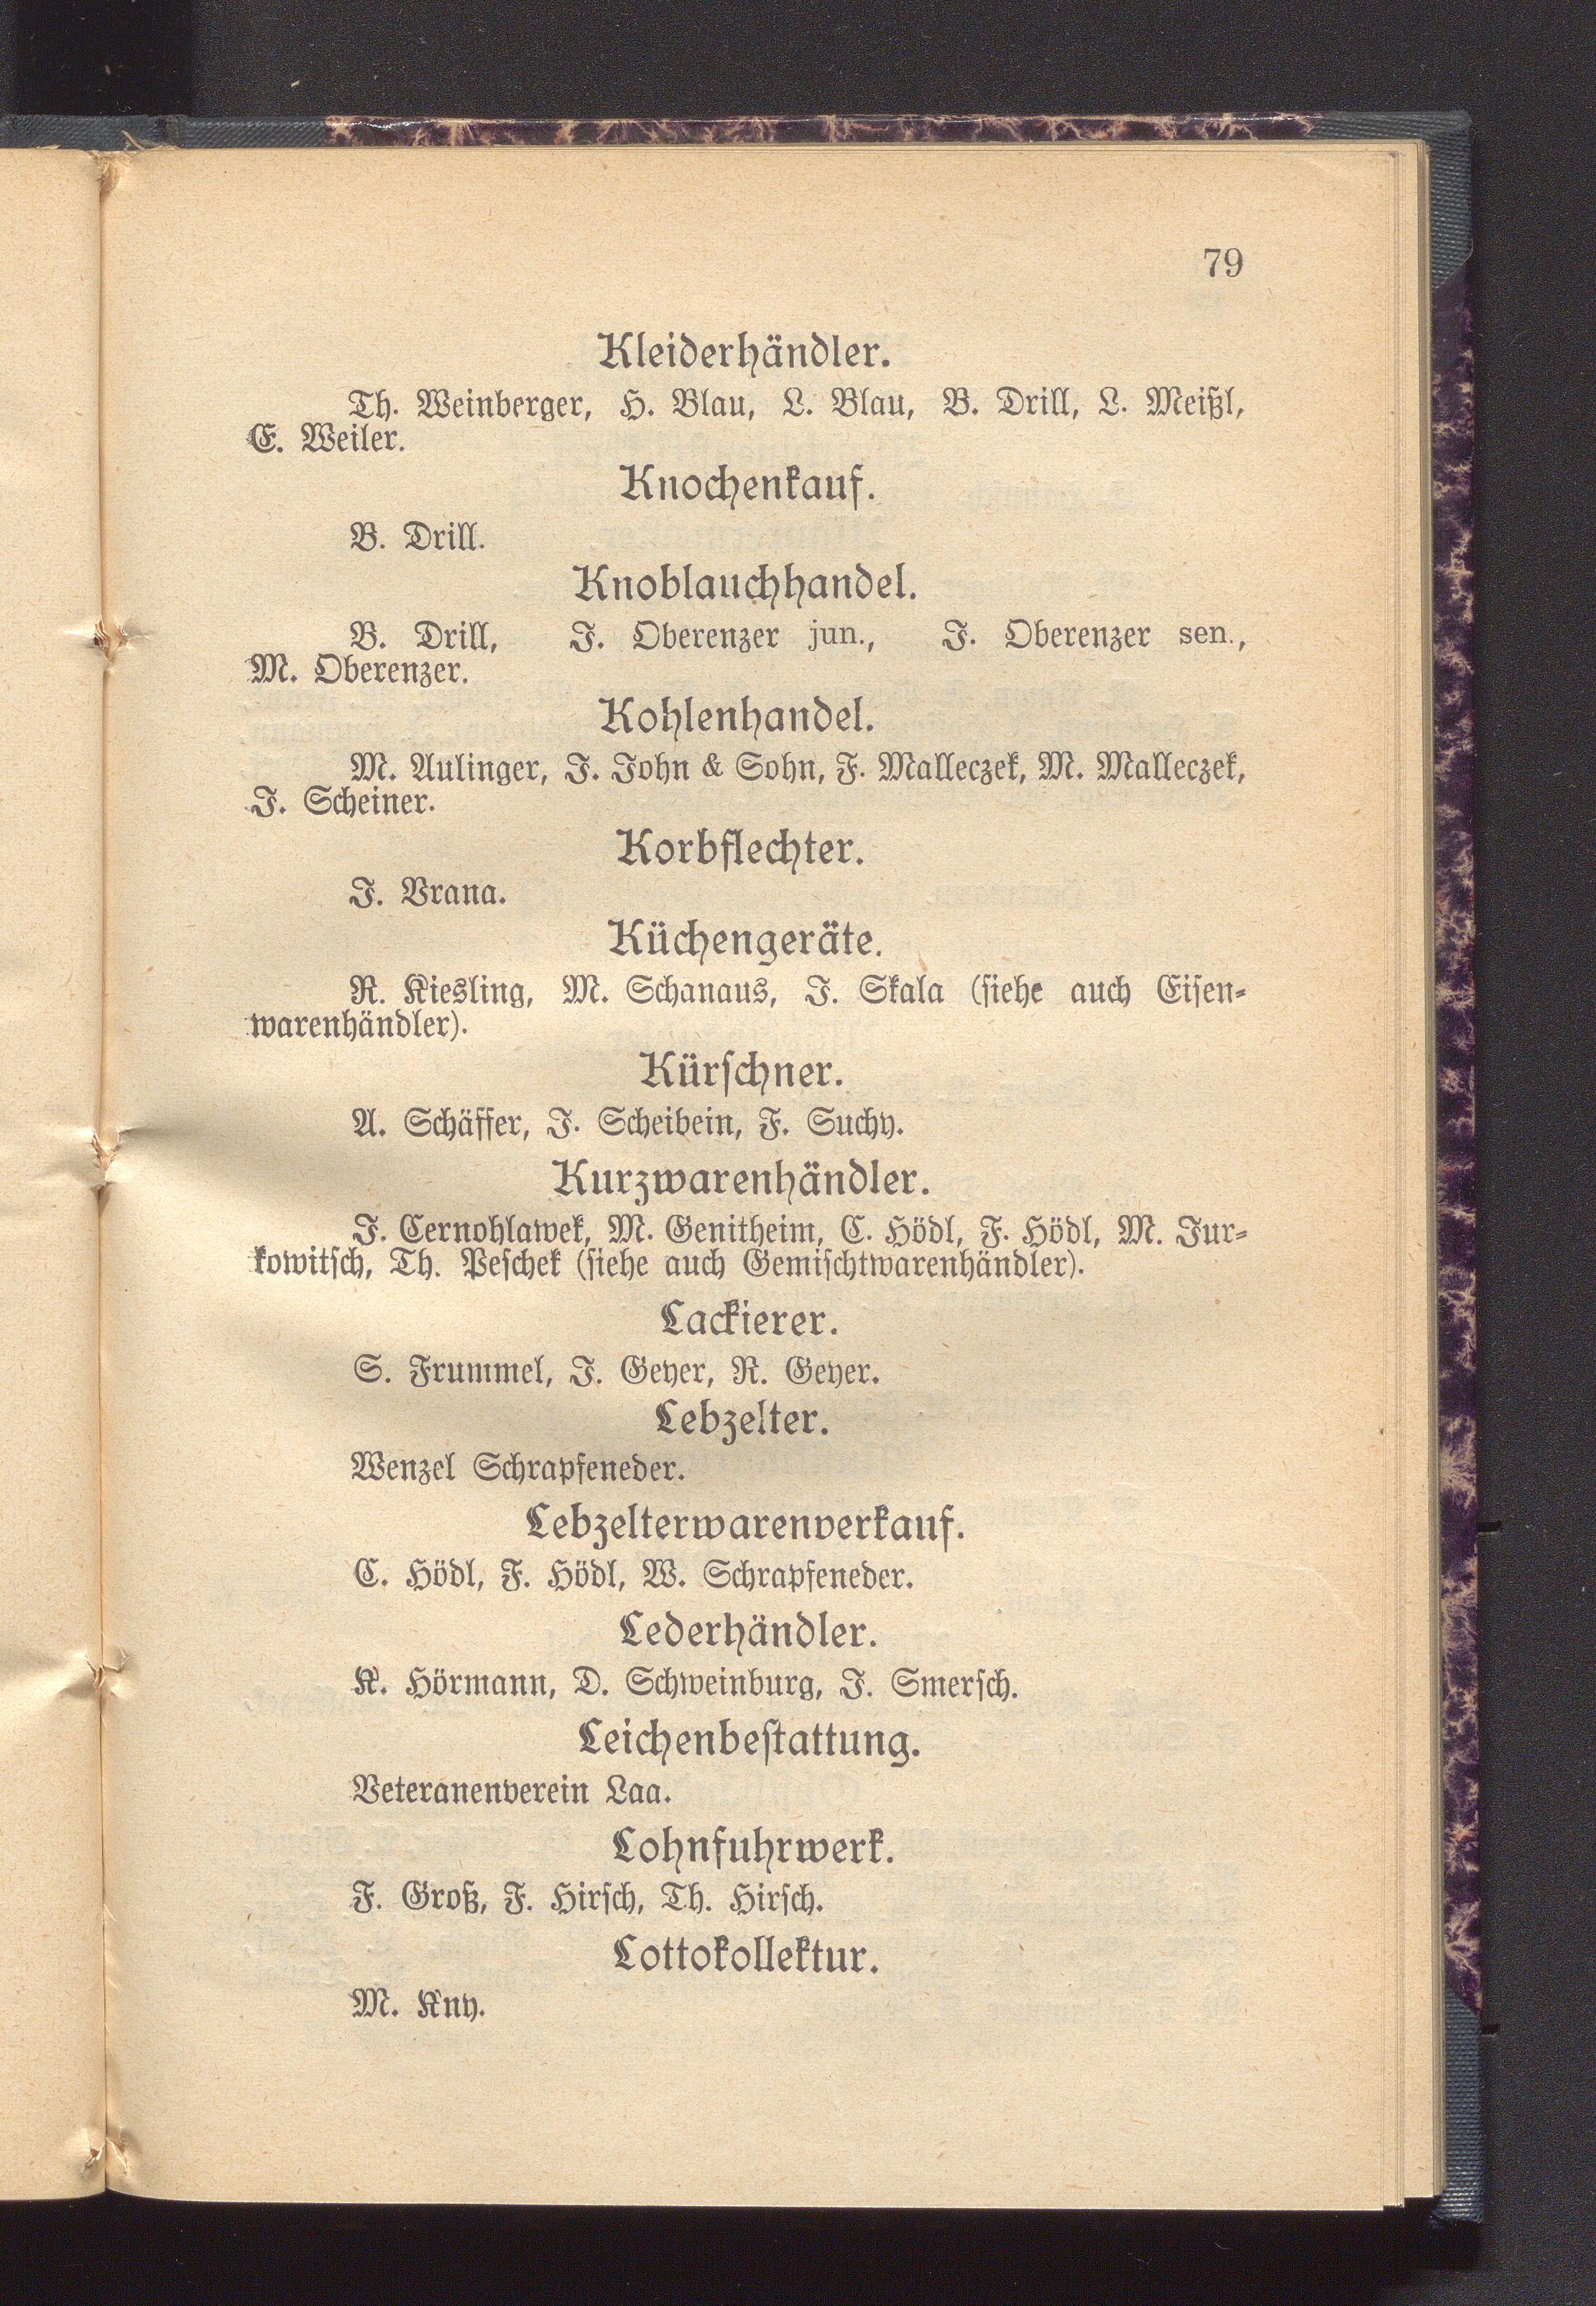 79
Kleiderhändler.
Th. Weinberger, H. Blau, L. Blau, B. Drill, L. Meißl,
E. Weiler.
Knochenkauf.
B. Drill.
Knoblauchhandel.
B. Drill, J. Oberenzer jun., J. Oberenzer sen.,
M. Oberenzer.
Kohlenhandel.
M. Aulinger, J. John & Sohn, F. Malleczek, M. Malleczek,
J. Scheiner.
Korbflechter.
J. Vrana.
Küchengeräte.
R. Kiesling, M. Schanaus, J. Skala (siehe auch Eisen-
warenhändler).
Kürschner.
A. Schäffer, J. Scheibein, F. Suchy.
Kurzwarenhändler.
J. Cernohlawek, M. Genitheim, C. Hödl, F. Hödl, M. Jur-
kowitsch, Th. Peschek (siehe auch Gemischtwarenhändler).
Lackierer.
S. Frummel, J. Geyer, R. Geyer.
Lebzelter.
Wenzel Schrapfeneder.
Lebzelterwarenverkauf.
C. Hödl, F. Hödl, W. Schrapfeneder.
Lederhändler.
K. Hörmann, D. Schweinburg, J. Smersch.
Leichenbestattung.
Veteranenverein Laa.
Lohnfuhrwerk.
F. Groß, F. Hirsch, Th. Hirsch.
Lottokollektur.
M. Kny.